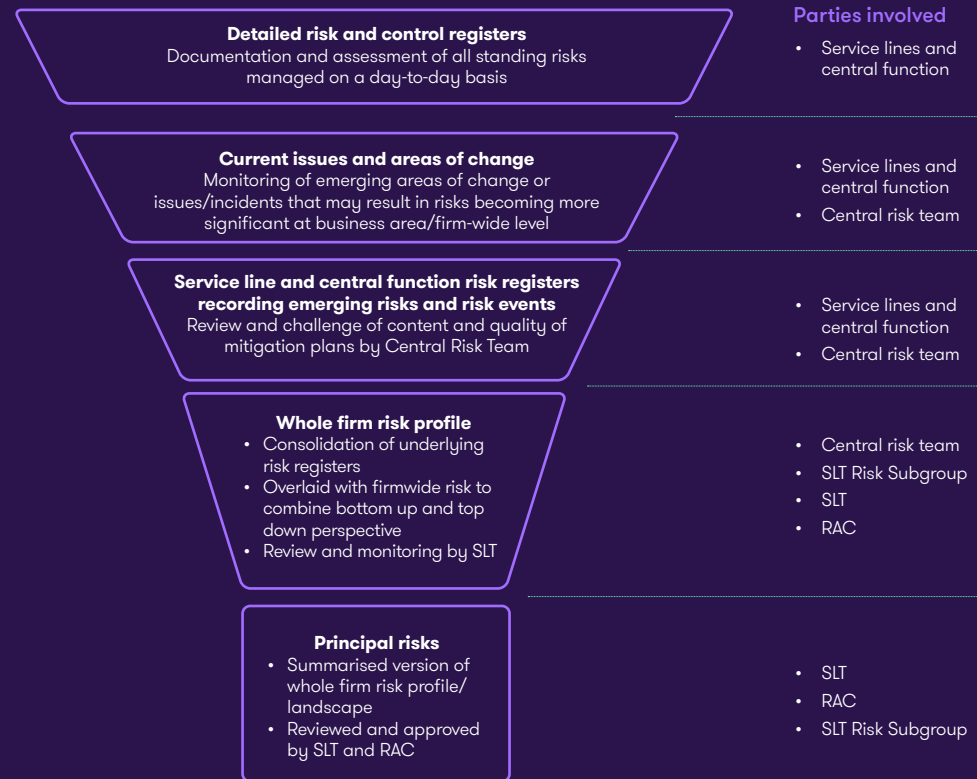 Parties involved
Detailed risk and control registers
Documentation and assessment of all standing risks
managed on a day-to-day basis
• Service lines and
central function
Current issues and areas of change
Monitoring of emerging areas of change or
issues/incidents that may result in risks becoming more
significant at business area/firm-wide level
• Service lines and
central function
• Central risk team
Service line and central function risk registers
recording emerging risks and risk events
Review and challenge of content and quality of
mitigation plans by Central Risk Team
• Service lines and
central function
• Central risk team
Whole firm risk profile
• Consolidation of underlying
risk registers
• Overlaid with firmwide risk to
combine bottom up and top
down perspective
• Review and monitoring by SLT
• Central risk team
• SLT Risk Subgroup
• SLT
• RAC
Principal risks
• Summarised version of
whole firm risk profile/
landscape
• Reviewed and approved
by SLT and RAC
• SLT
• RAC
• SLT Risk Subgroup